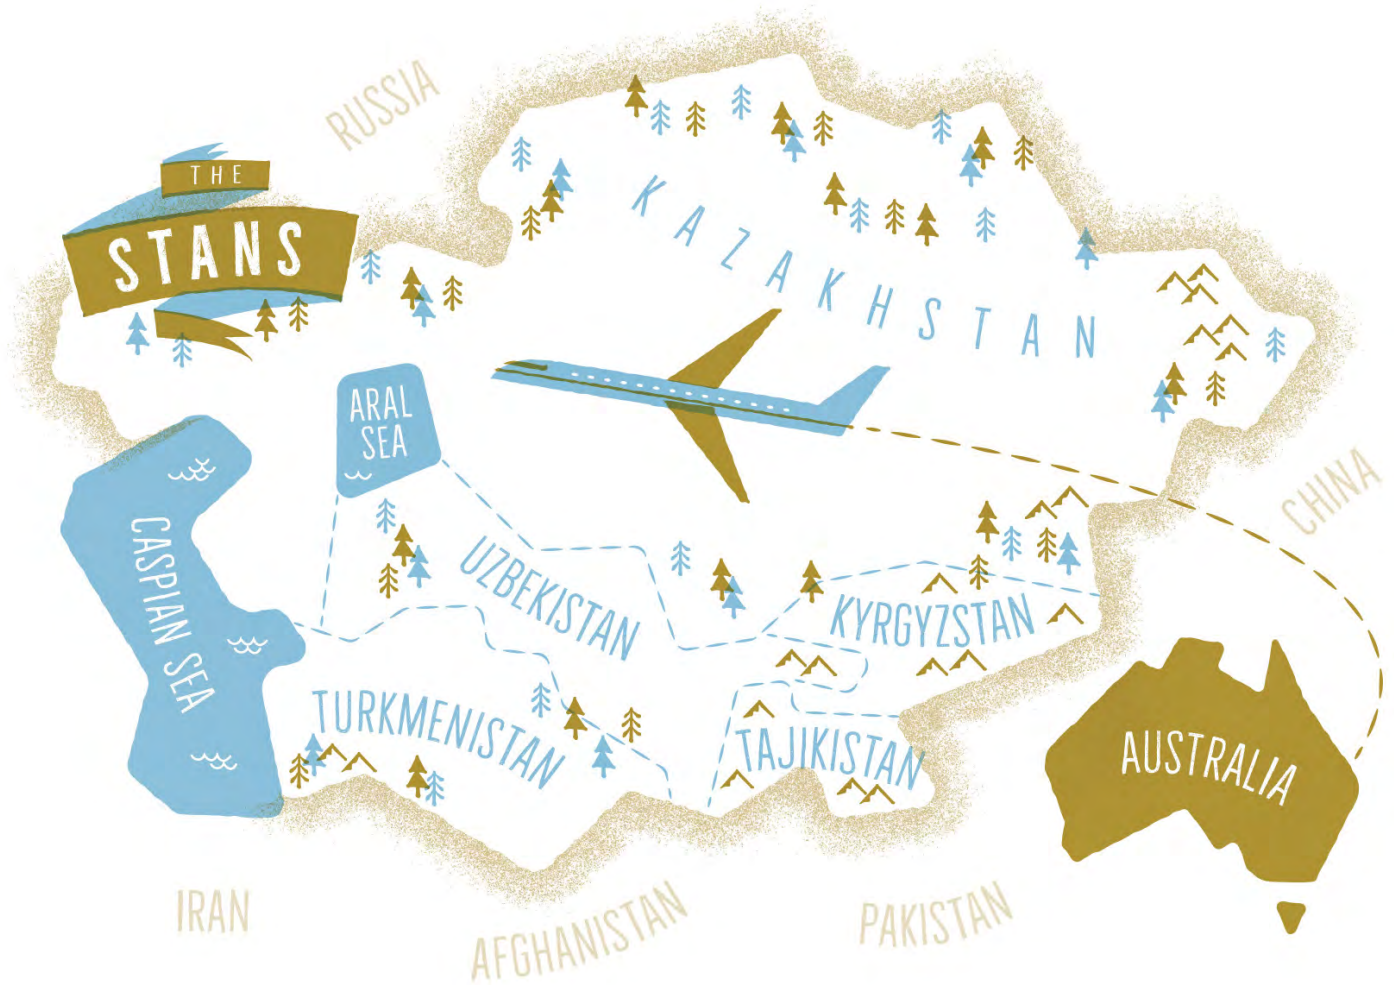 RUSSIA
THE
STANS
KAZAKHSTAN
ARAL
SEA
CHINA
CASPIAN SEA
UZBEKISTAN
KYRGYZSTAN
TURKMENISTAN
TAJIKISTAN
AUSTRALIA
IRAN
AFGHANISTAN
PAKISTAN